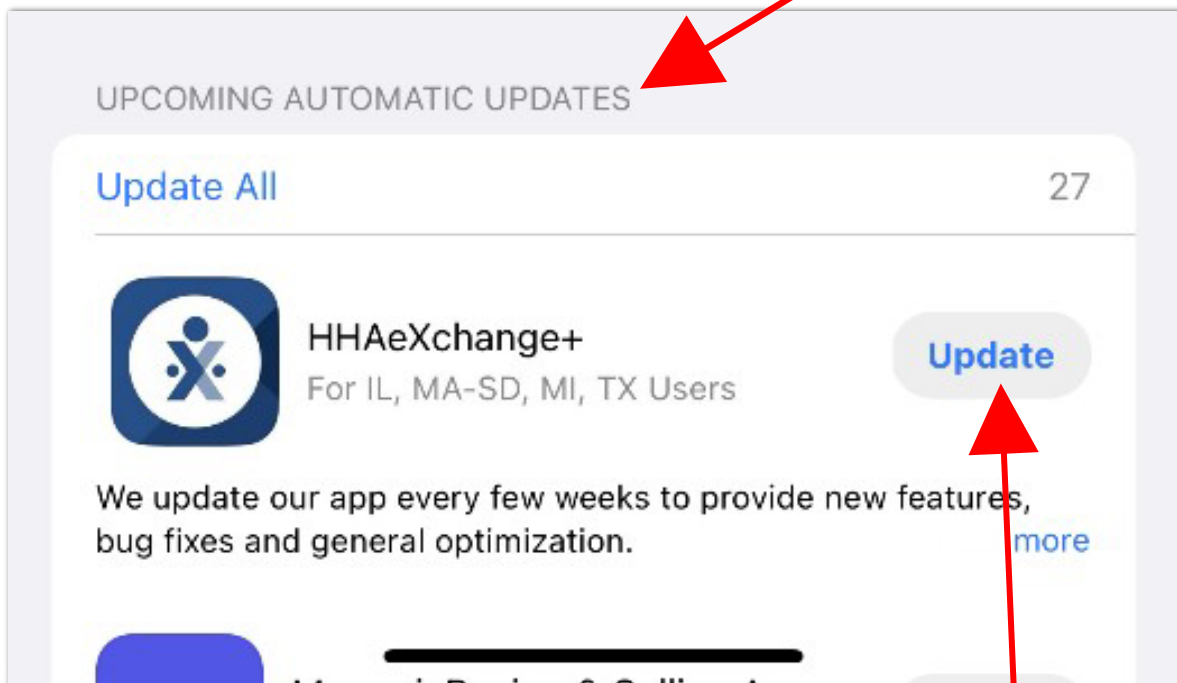 UPCOMING AUTOMATIC UPDATES
Update All 27
HHAeXchange+
For IL, MA-SD, MI, TX Users
Update
We update our app every few weeks to provide new features,
bug fixes and general optimization.
more